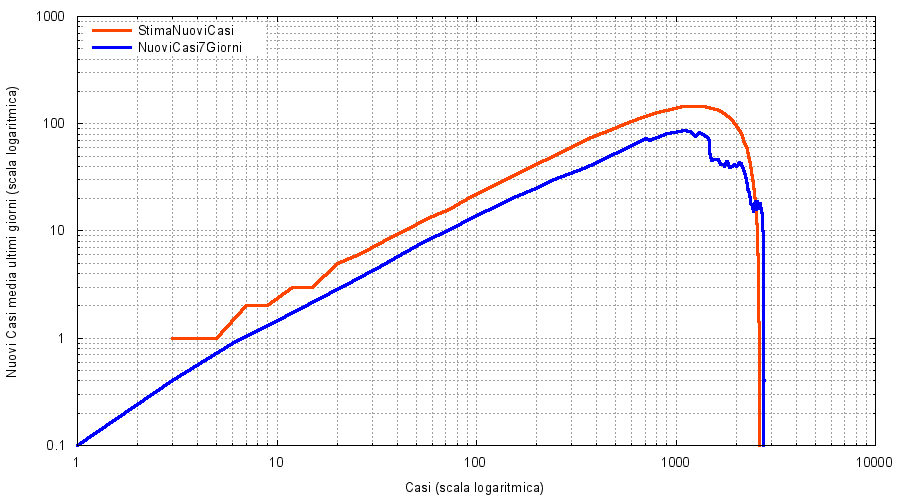 1000
StimaNuoviCasi
NuoviCasi7Giorni
100
10
1
0.1
1
10
100
1000
10000
Nuovi Casi media ultimi giorni (scala logaritmica)
Casi (scala logaritmica)